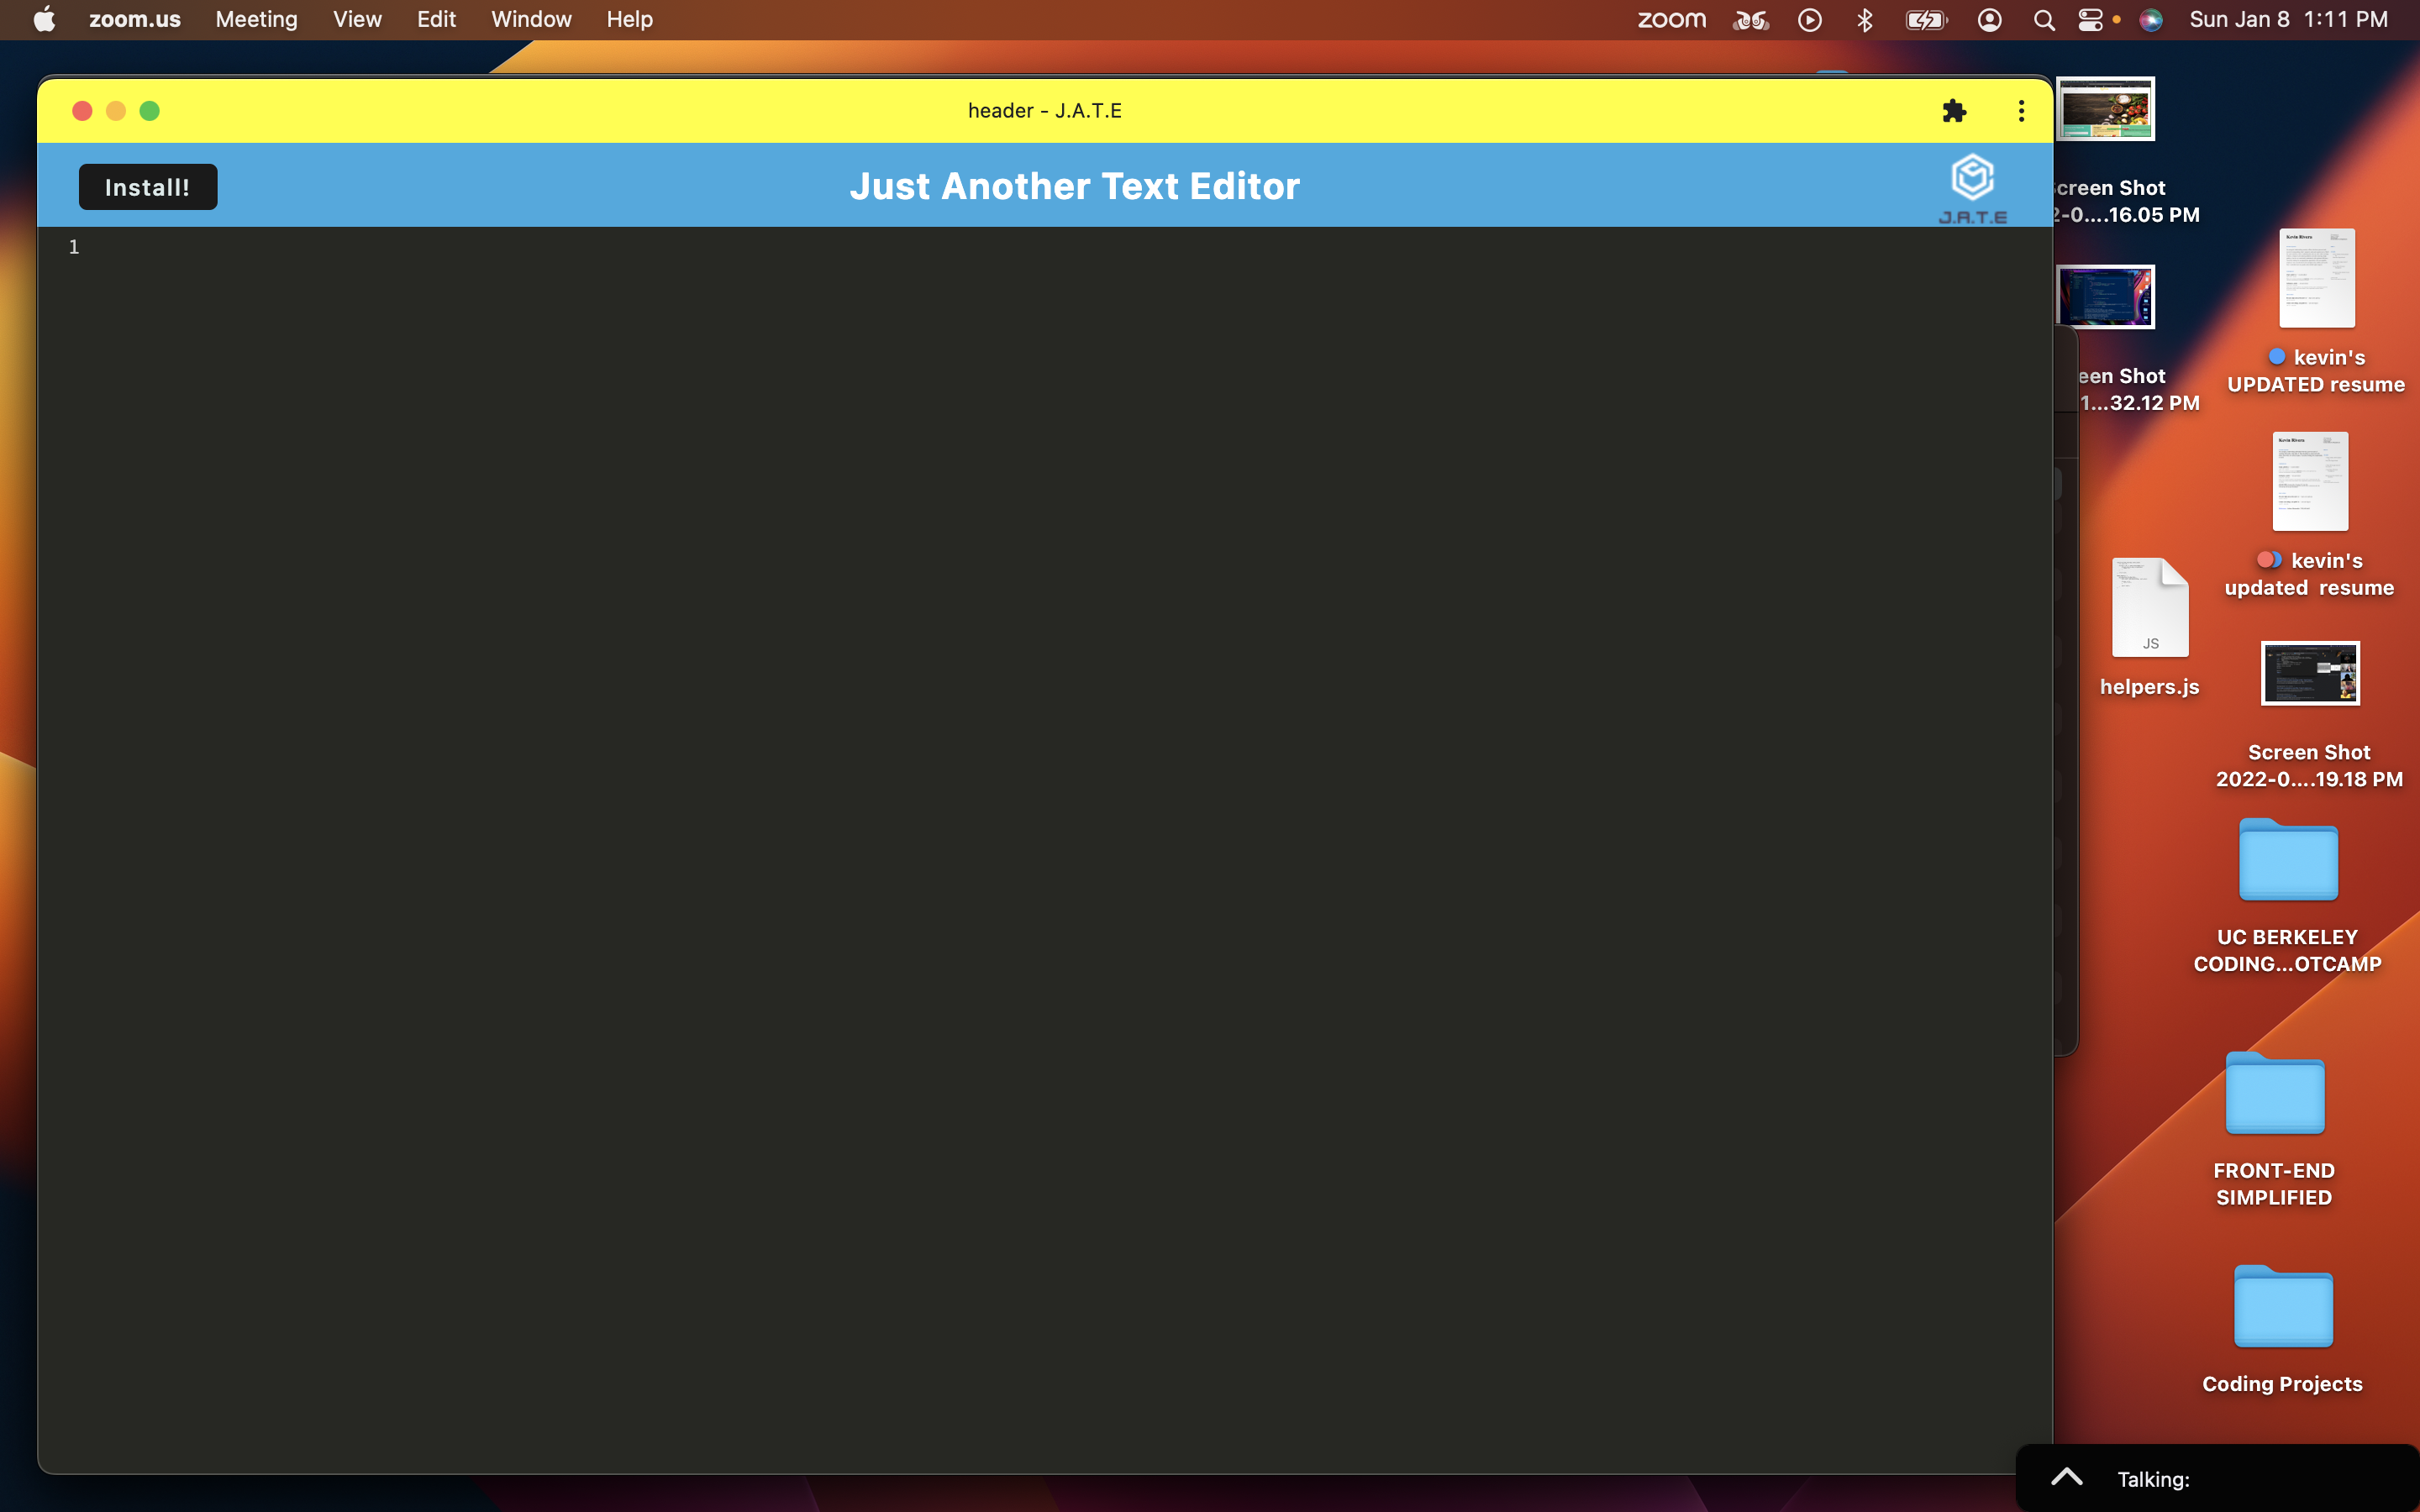 zoom.us Meeting View Edit Window Help
zoom Sun Jan 8 1:11 PM
header - J.A.T.E
Install!
Just Another Text Editor
J.A.T.E
1
creen Shot
2-0....16.05 PM
een Shot
1...32.12 PM
kevin's
UPDATED resume
kevin's
updated resume
JS
helpers.js
Screen Shot
2022-0....19.18 PM
UC BERKELEY
CODING...OTCAMP
FRONT-END
SIMPLIFIED
Coding Projects
Talking: